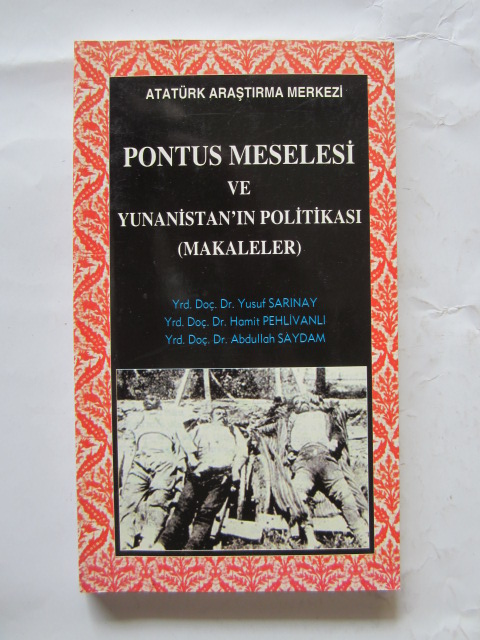 ATATÜRK ARAŞTIRMA MERKEZİ
PONTUS MESELESİ
VE
YUNANİSTAN'IN POLİTİKASI
(MAKALELER)
Yrd. Doç. Dr. Yusuf SARINAY
Yrd. Doç. Dr. Hamit PEHLİVANLI
Yrd. Doç. Dr. Abdullah SAYDAM